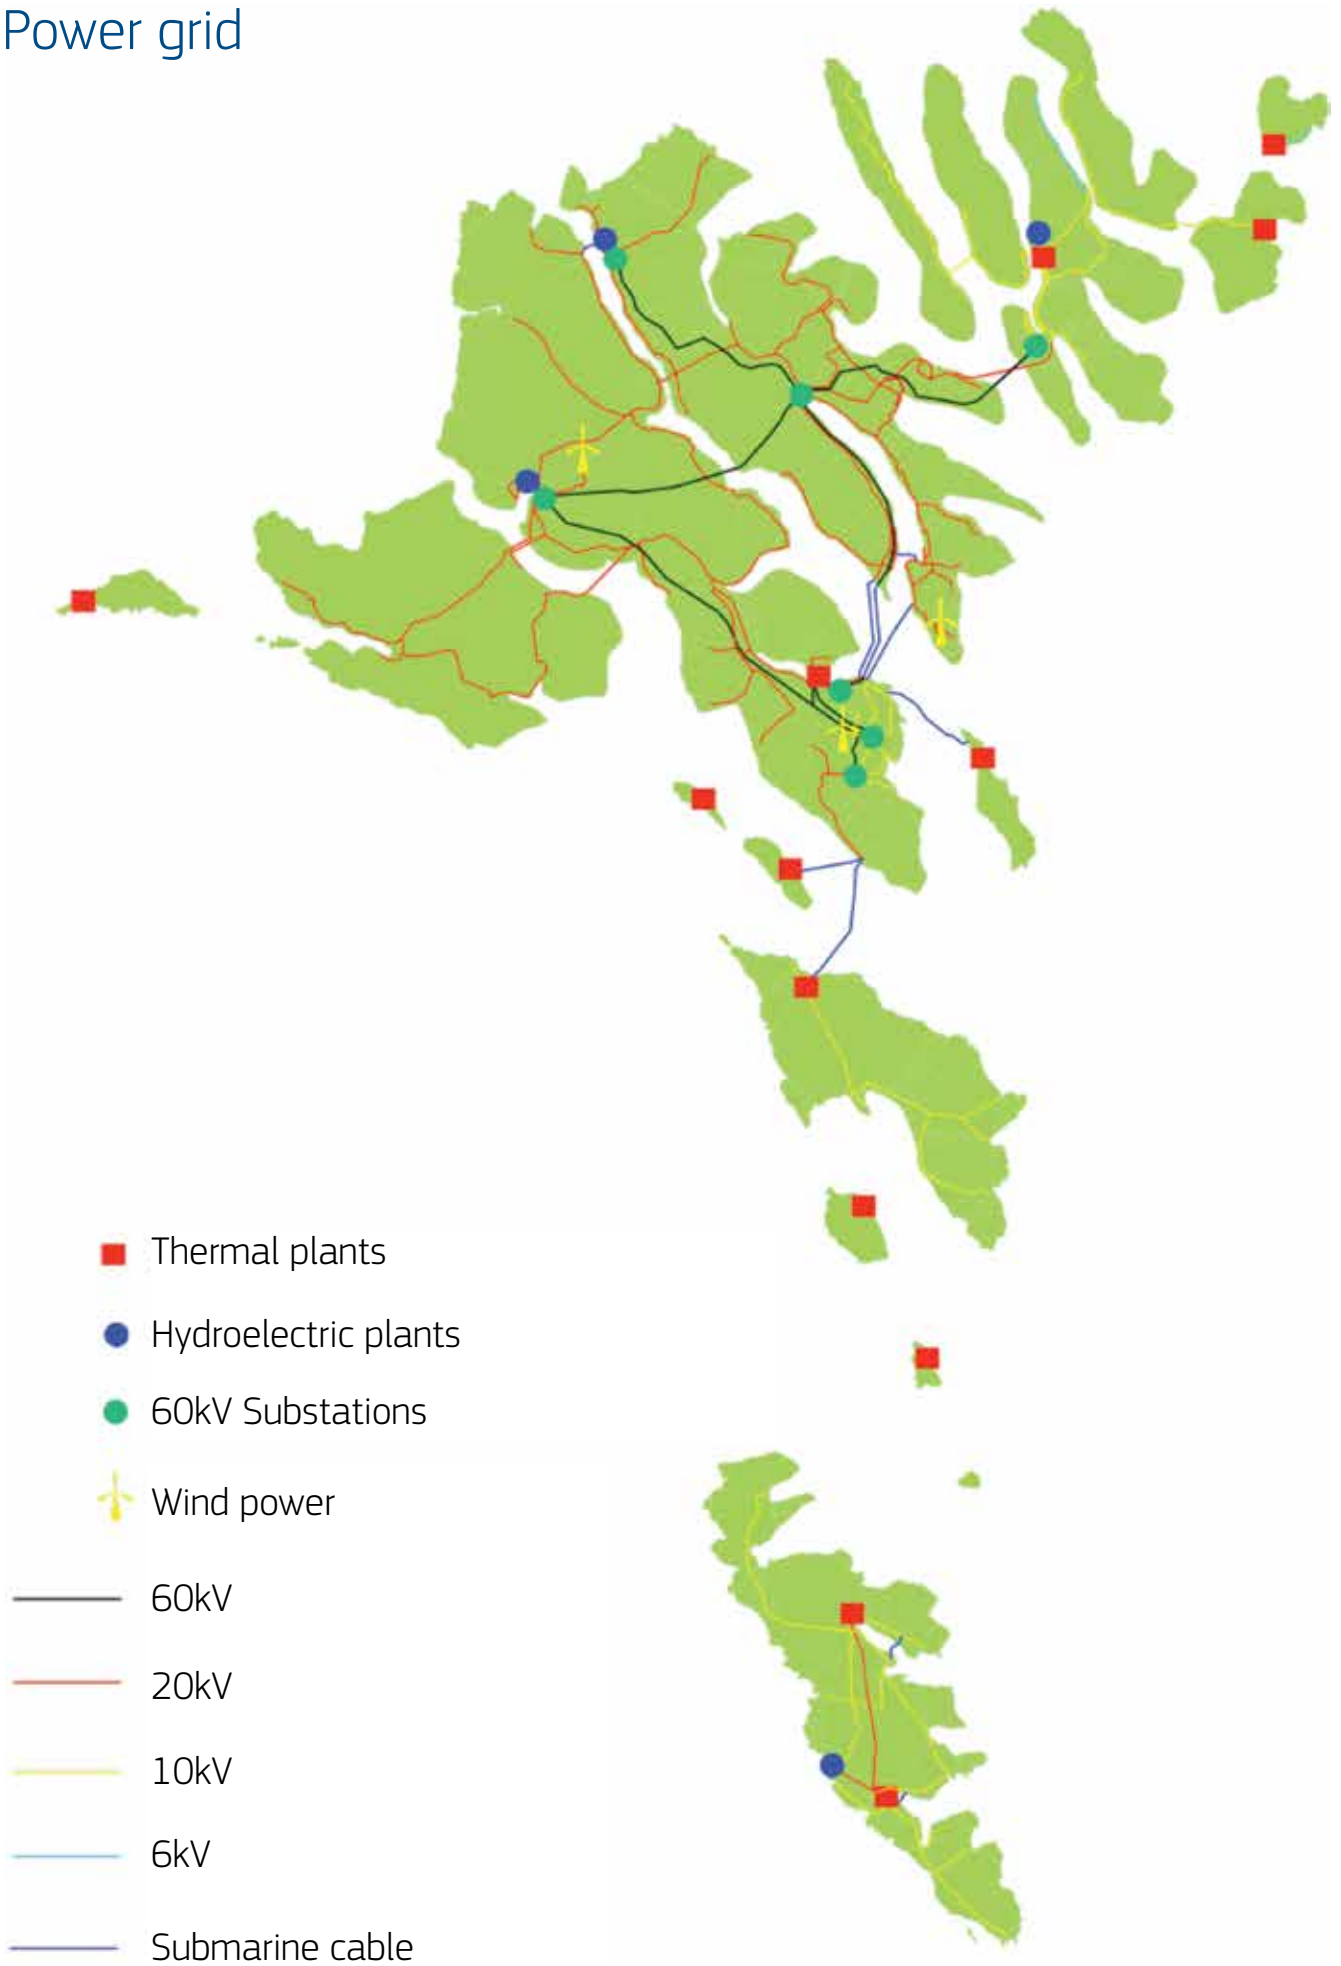 Power grid
Thermal plants
Hydroelectric plants
60kV Substations
Wind power
60kV
20kV
10kV
6kV
Submarine cable